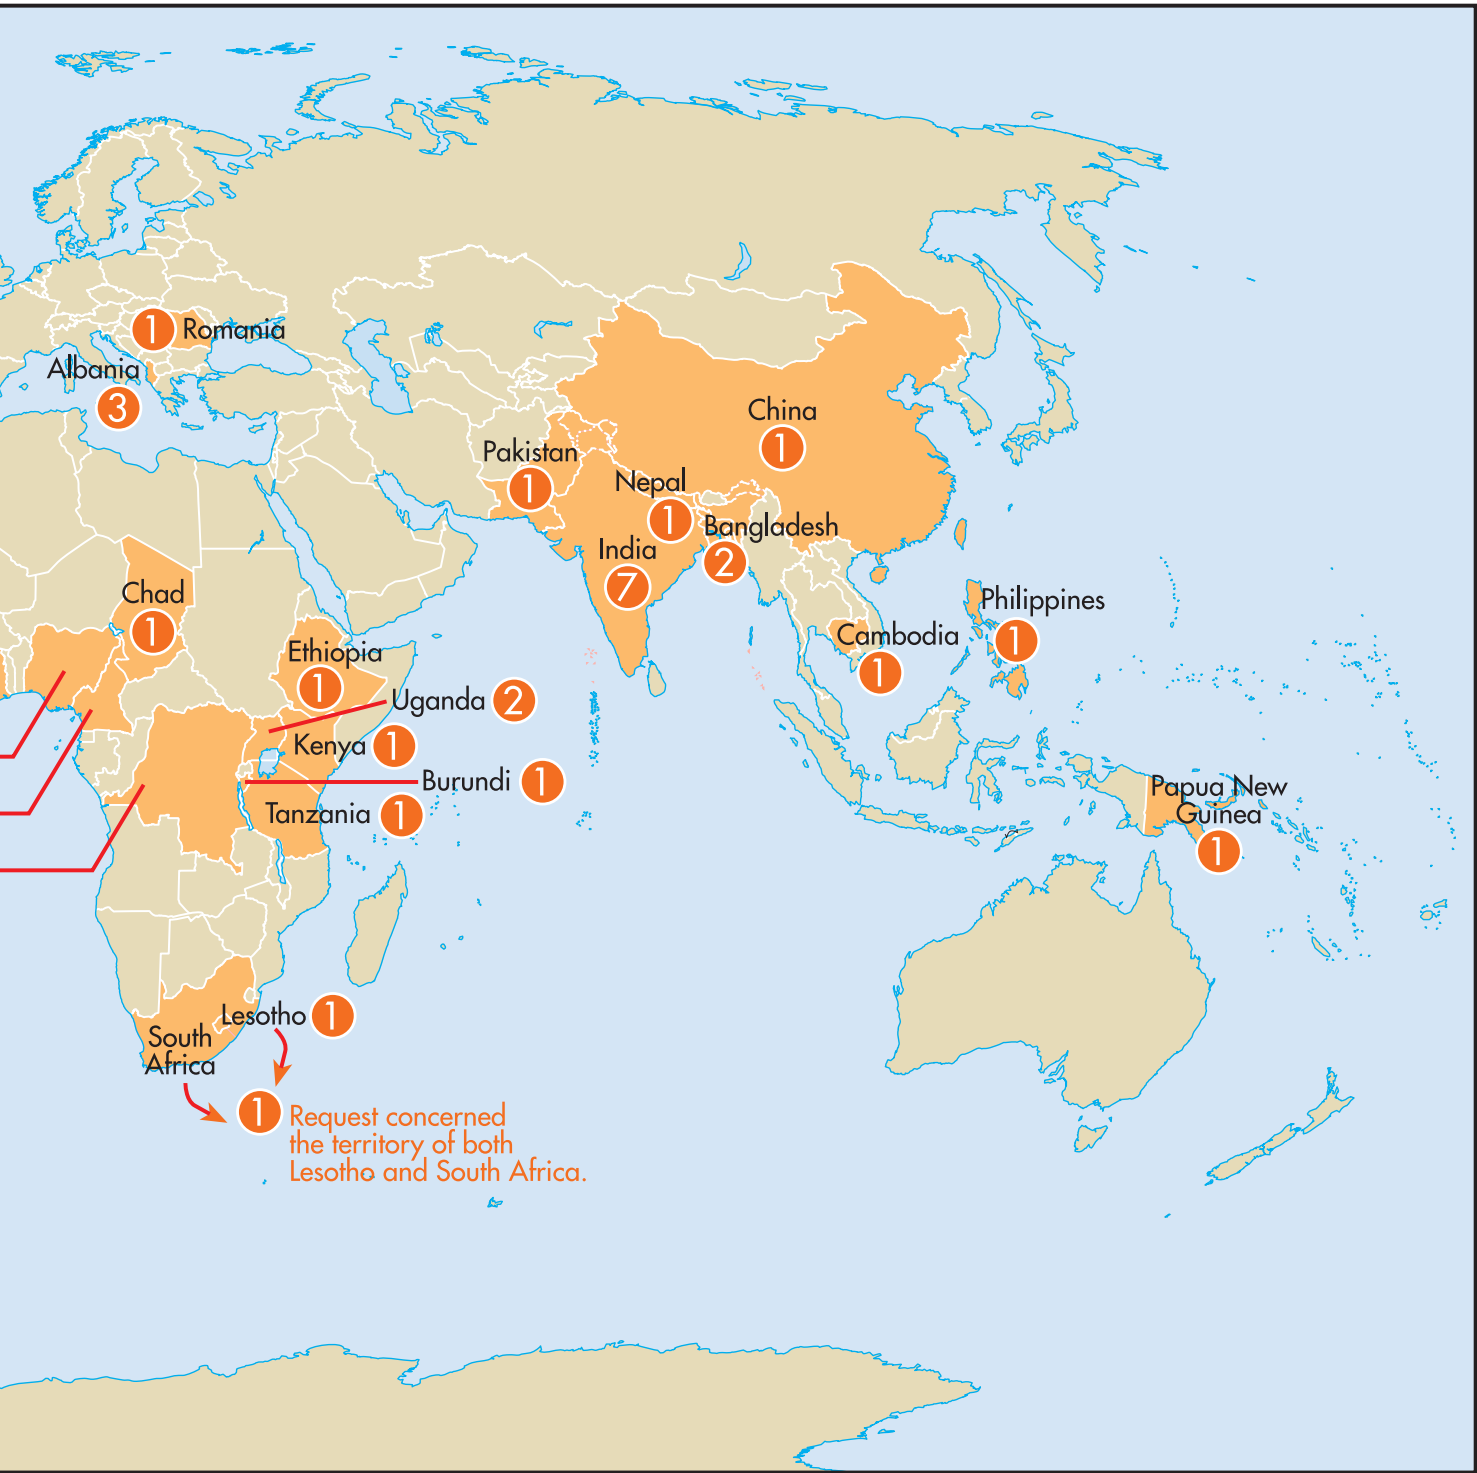 1 Romania
Albania
3
China
1
Pakistan
1
Nepal
1
Bangladesh
2
India
7
Chad
1
Philippines
1
Cambodia
1
Ethiopia
1
Uganda 2
Kenya 1
Burundi 1
Tanzania 1
Papua New
Guinea
1
Lesotho 1
South
Africa
1 Request concerned
the territory of both
Lesotho and South Africa.